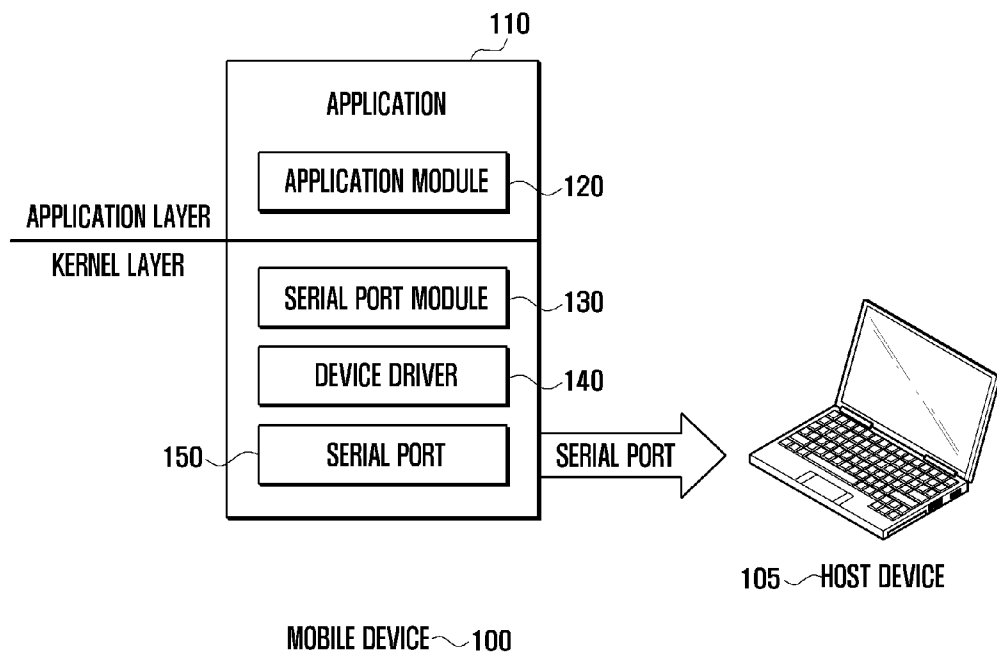 110
APPLICATION
APPLICATION MODULE 120
APPLICATION LAYER
KERNEL LAYER
SERIAL PORT MODULE 130
DEVICE DRIVER 140
150 SERIAL PORT SERIAL PORT
105 HOST DEVICE
MOBILE DEVICE 100